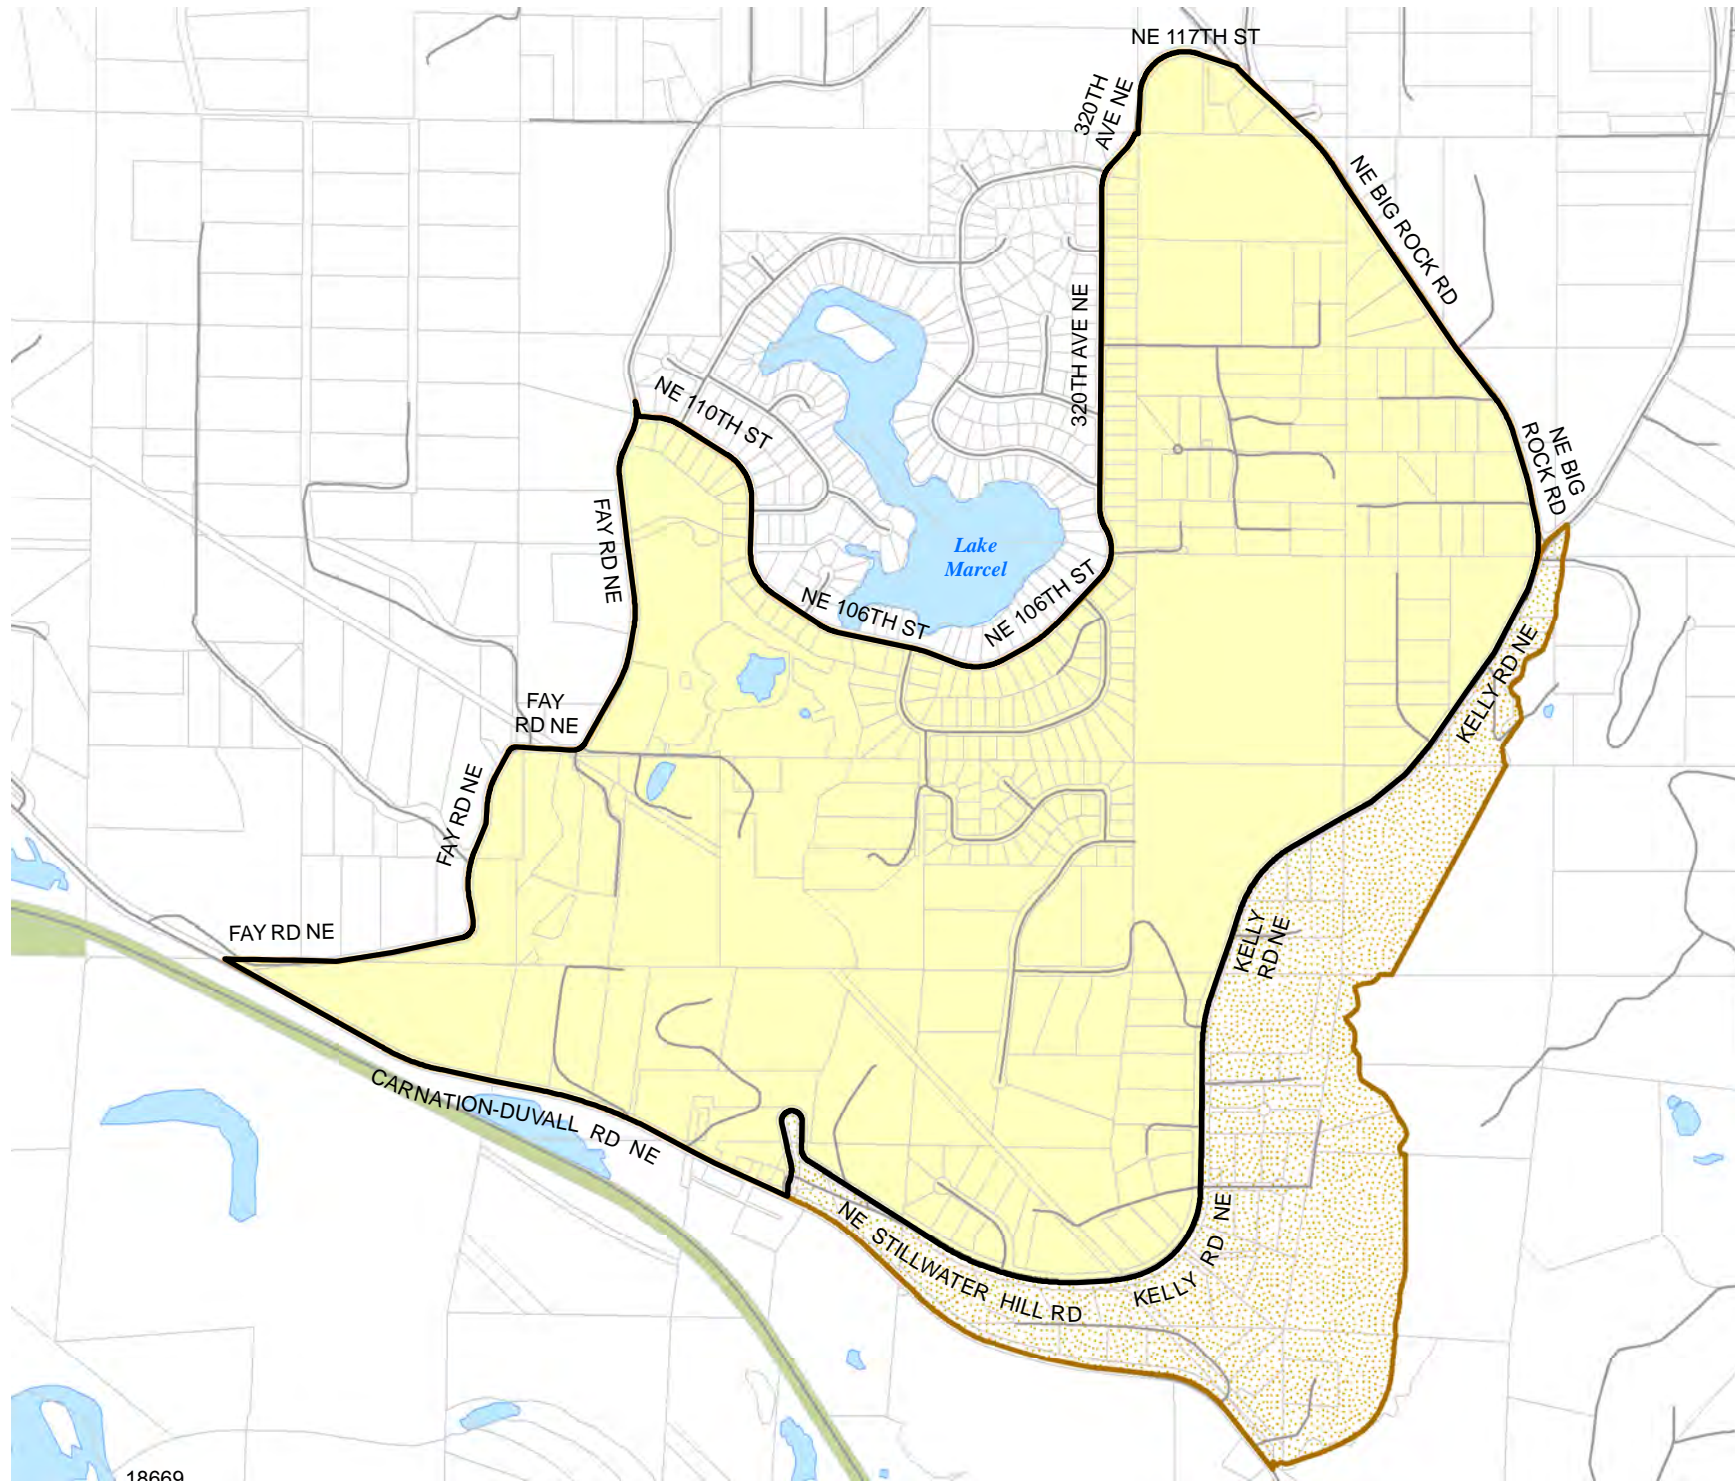 NE 117TH ST
320TH
AVE NE
NE BIG ROCK RD
320TH AVE NE
NE 110TH ST
NE BIG
ROCK RD
FAY RD NE
Lake
Marcel
NE 106TH ST
NE 106TH ST
KELLY RD NE
FAY
RD NE
FAY RD NE
FAY RD NE
KELLY
RD NE
CARNATION-DUVALL RD NE
NE STILLWATER HILL RD
KELLY RD NE
18669